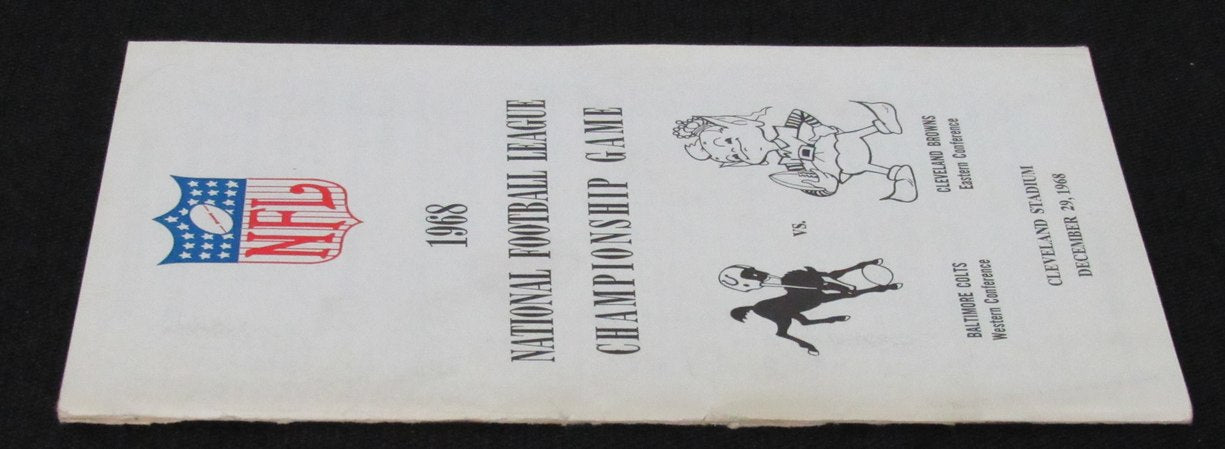 NFL
1968
NATIONAL FOOTBALL LEAGUE
CHAMPIONSHIP GAME
VS.
BALTIMORE COLTS
Western Conference
CLEVELAND BROWNS
Eastern Conference
CLEVELAND STADIUM
DECEMBER 29, 1968